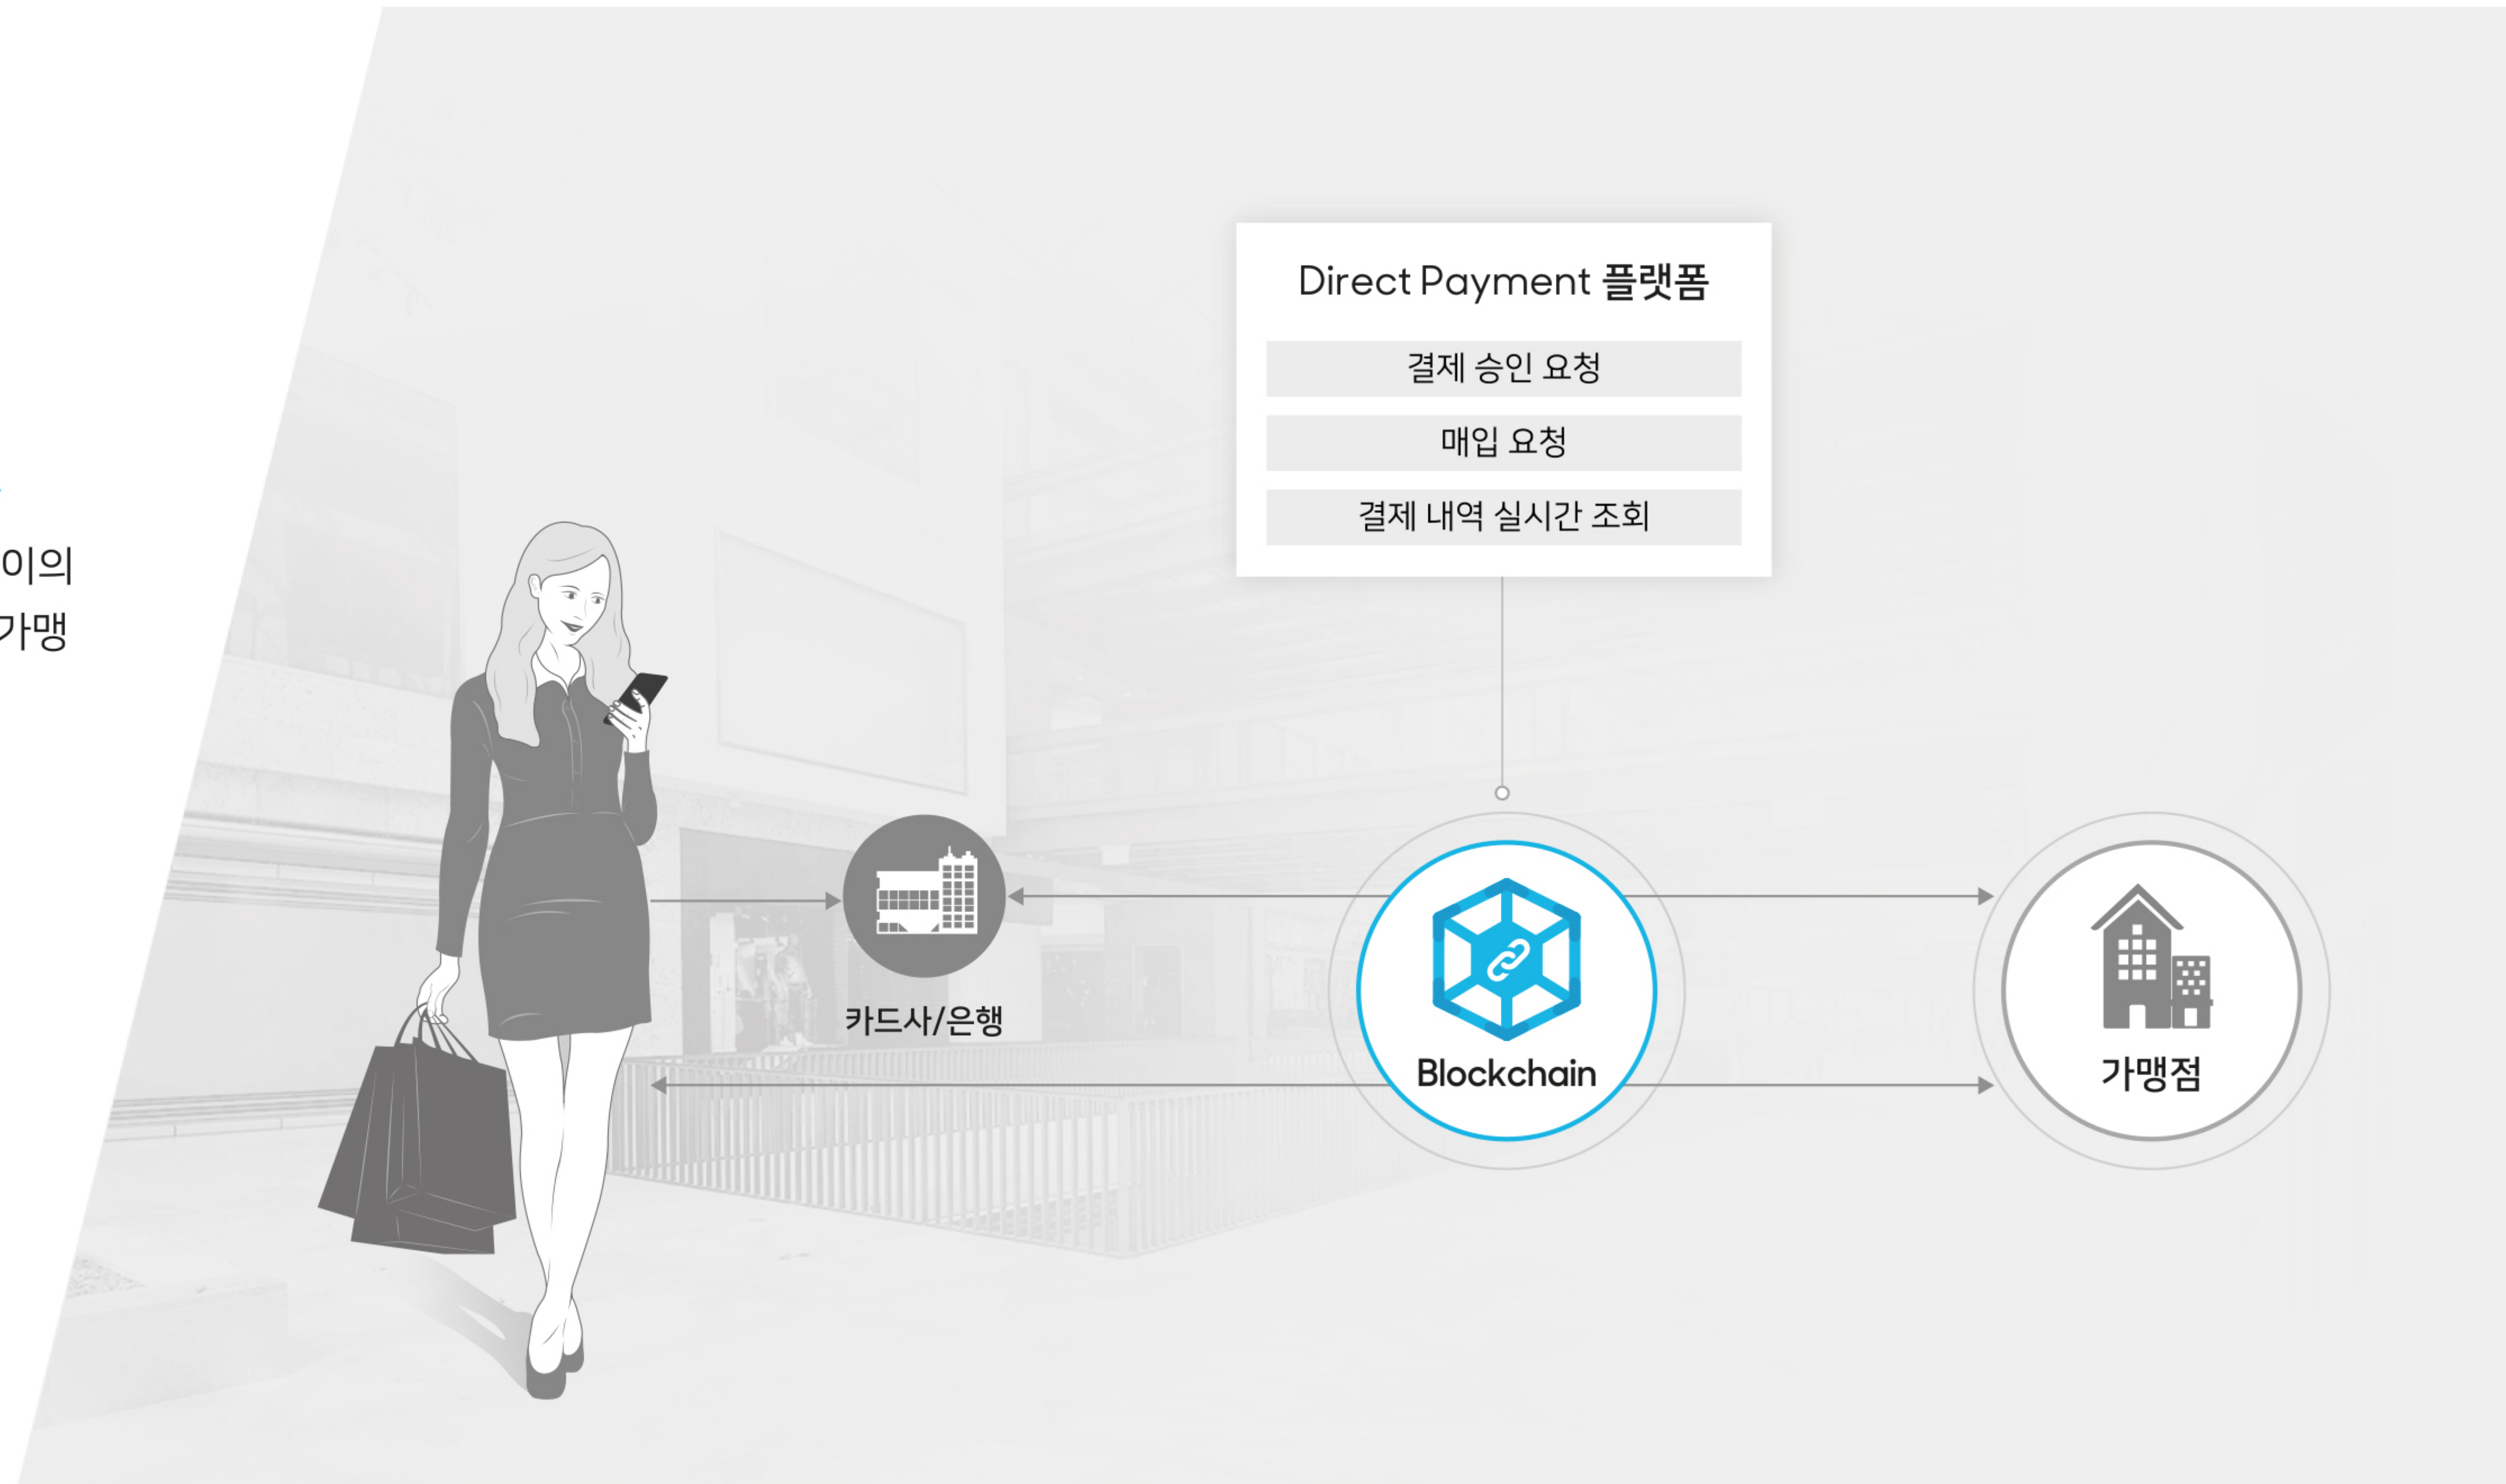 이의
가맹
Direct Payment 플랫폼
결제 승인 요청
매입 요청
결제 내역 실시간 조회
카드사/은행
Blockchain
가맹점